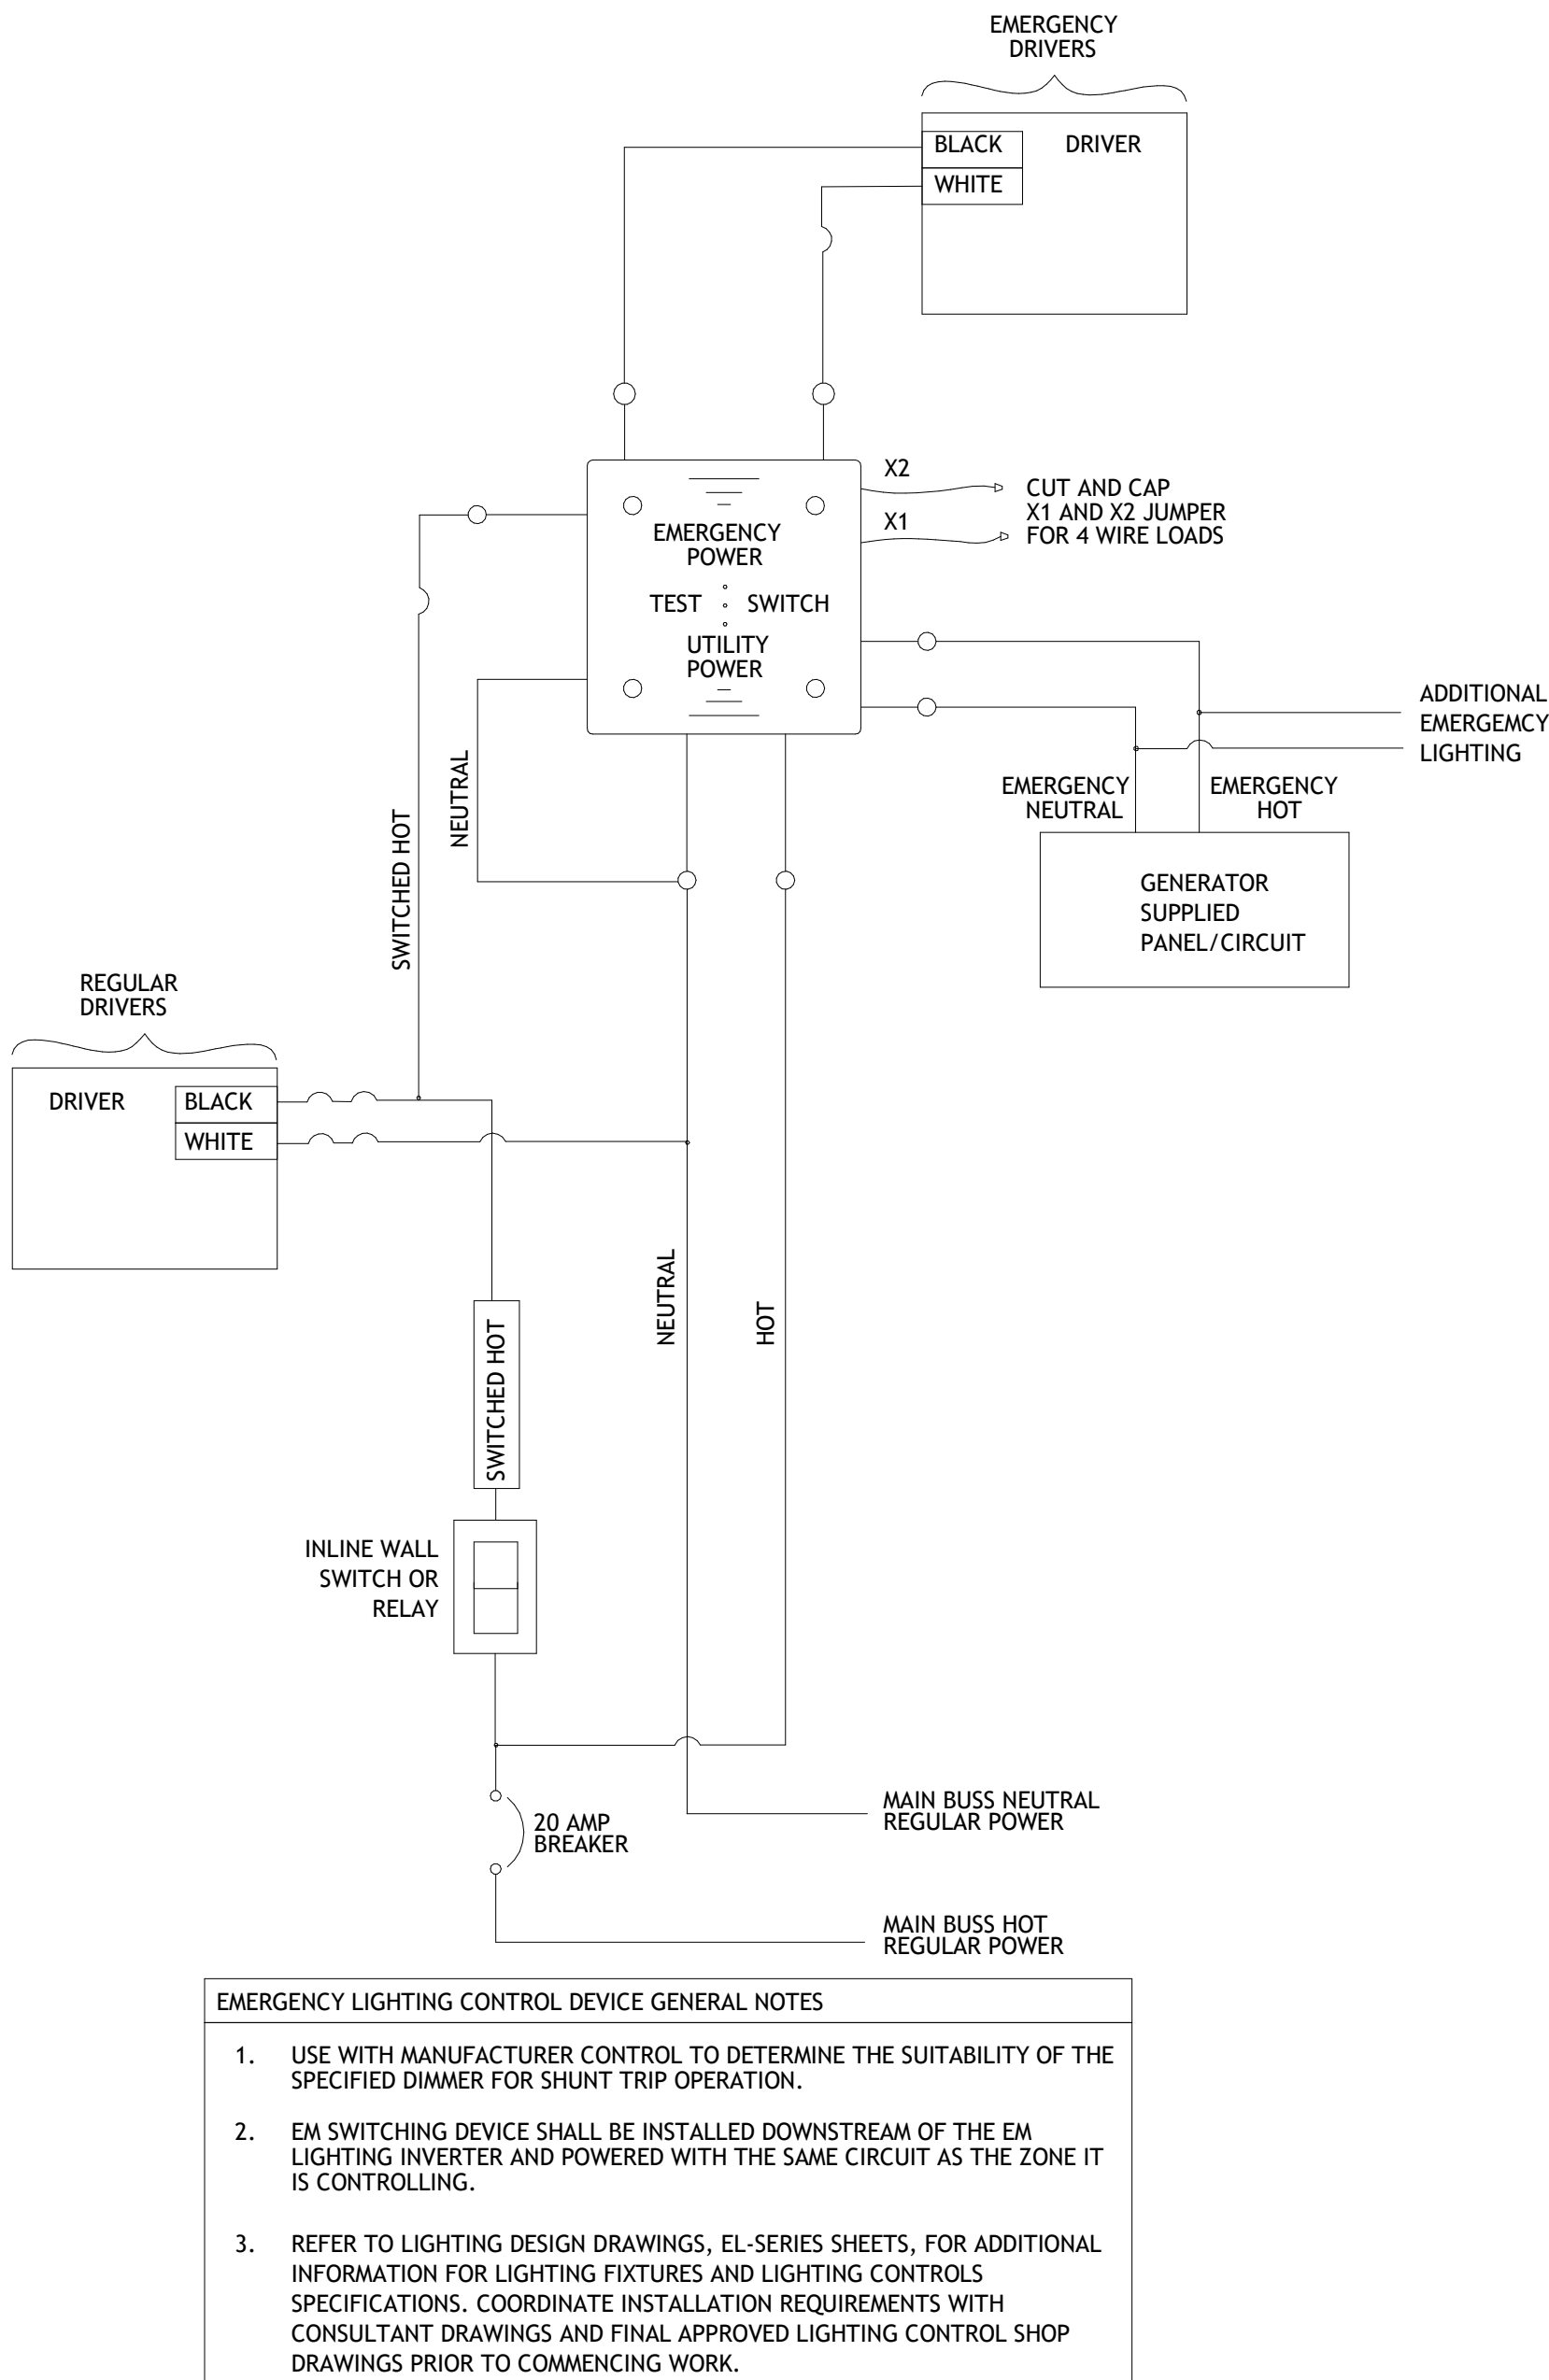 EMERGENCY
DRIVERS
BLACK
DRIVER
WHITE
X2
X1
CUT AND CAP
X1 AND X2 JUMPER
FOR 4 WIRE LOADS
EMERGENCY
POWER
TEST
SWITCH
UTILITY
POWER
ADDITIONAL
EMERGEMCY
LIGHTING
EMERGENCY
NEUTRAL
EMERGENCY
HOT
GENERATOR
SUPPLIED
PANEL/CIRCUIT
SWITCHED HOT
NEUTRAL
REGULAR
DRIVERS
DRIVER
BLACK
WHITE
NEUTRAL
HOT
SWITCHED HOT
INLINE WALL
SWITCH OR
RELAY
20 AMP
BREAKER
MAIN BUSS NEUTRAL
REGULAR POWER
MAIN BUSS HOT
REGULAR POWER
EMERGENCY LIGHTING CONTROL DEVICE GENERAL NOTES
1. USE WITH MANUFACTURER CONTROL TO DETERMINE THE SUITABILITY OF THE
SPECIFIED DIMMER FOR SHUNT TRIP OPERATION.
2. EM SWITCHING DEVICE SHALL BE INSTALLED DOWNSTREAM OF THE EM
LIGHTING INVERTER AND POWERED WITH THE SAME CIRCUIT AS THE ZONE IT
IS CONTROLLING.
3. REFER TO LIGHTING DESIGN DRAWINGS, EL-SERIES SHEETS, FOR ADDITIONAL
INFORMATION FOR LIGHTING FIXTURES AND LIGHTING CONTROLS
SPECIFICATIONS. COORDINATE INSTALLATION REQUIREMENTS WITH
CONSULTANT DRAWINGS AND FINAL APPROVED LIGHTING CONTROL SHOP
DRAWINGS PRIOR TO COMMENCING WORK.